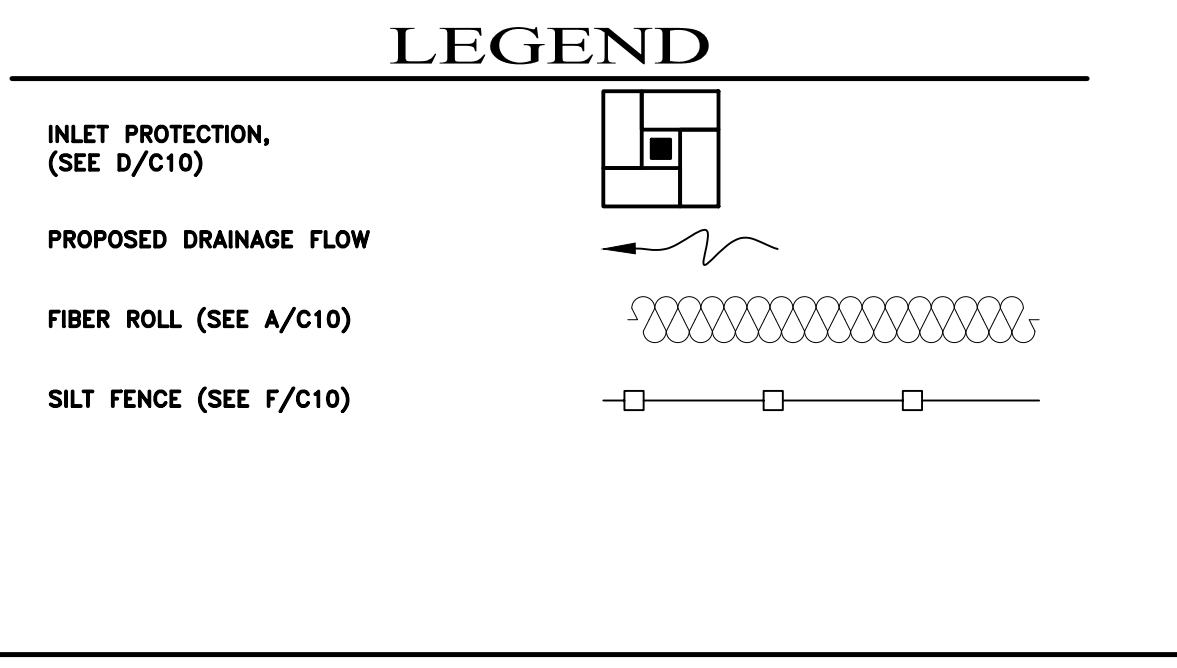 LEGEND
INLET PROTECTION,
(SEE D/C10)
PROPOSED DRAINAGE FLOW
FIBER ROLL (SEE A/C10)
SILT FENCE (SEE F/C10)